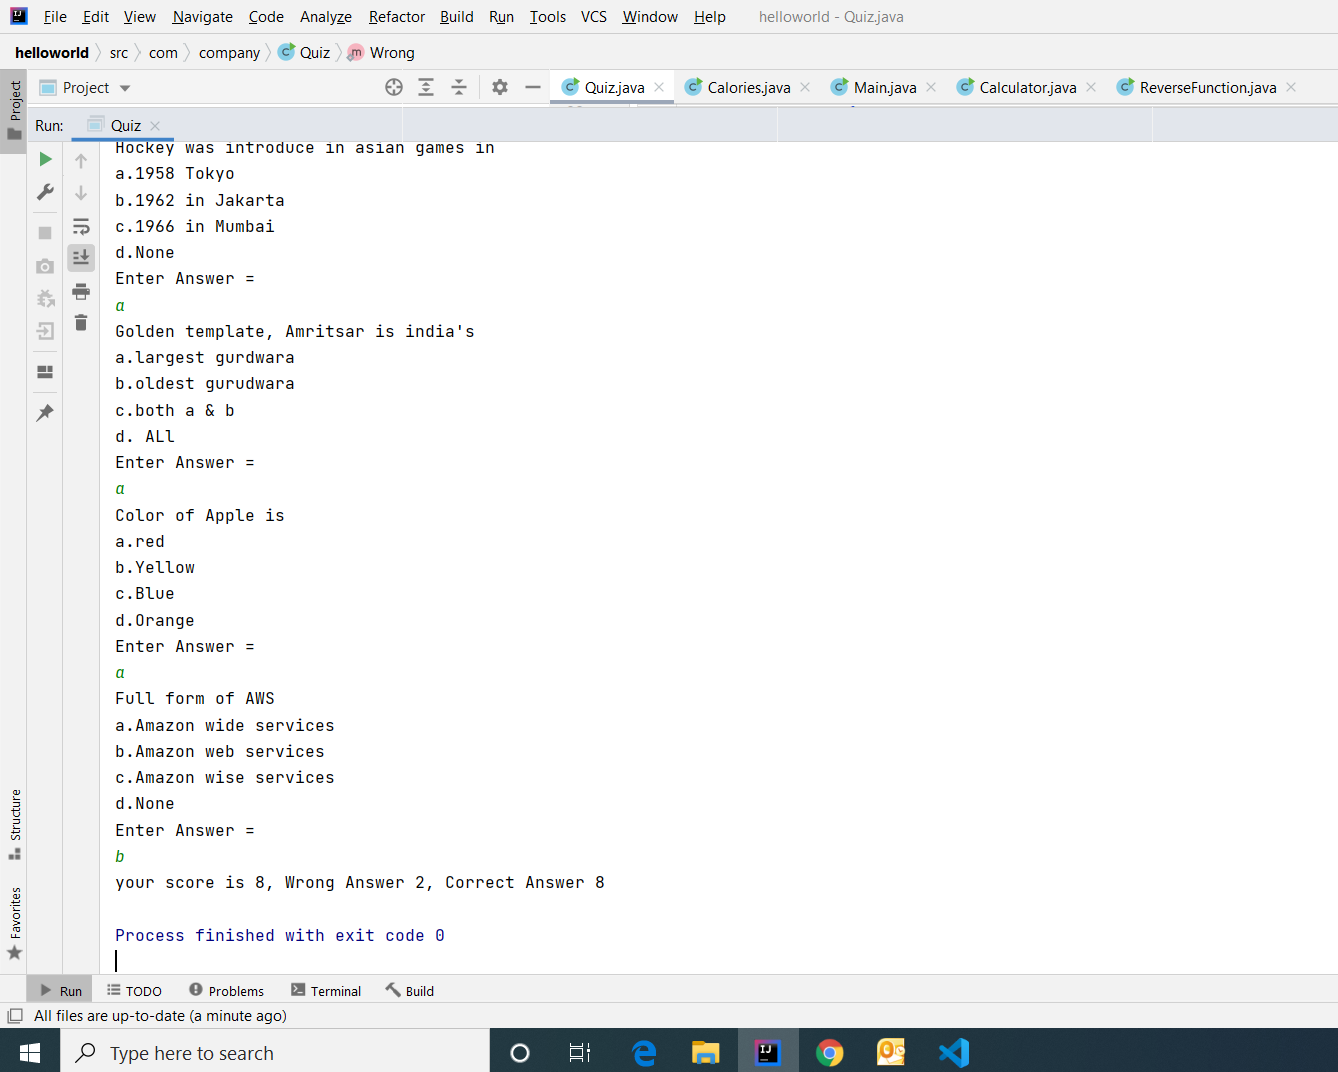 File Edit View Navigate Code Analyze Refactor Build Run Tools VCS Window Help helloworld - Quiz.java
helloworld src com company Quiz m Wrong
Project Quiz.java Calories.java Main.java Calculator.java ReverseFunction.java
Project
Run: Quiz
Hockey was introduce in asian games in
a.1958 Tokyo
b.1962 in Jakarta
c.1966 in Mumbai
d.None
Enter Answer =
a
Golden template, Amritsar is india's
a.largest gurdwara
b.oldest gurudwara
c.both a & b
d. ALl
Enter Answer =
a
Color of Apple is
a.red
b.Yellow
c.Blue
d.Orange
Enter Answer =
a
Full form of AWS
a.Amazon wide services
b.Amazon web services
c.Amazon wise services
d.None
Enter Answer =
b
your score is 8, Wrong Answer 2, Correct Answer 8
Process finished with exit code 0
Structure
Favorites
Run TODO Problems Terminal Build
All files are up-to-date (a minute ago)
Type here to search